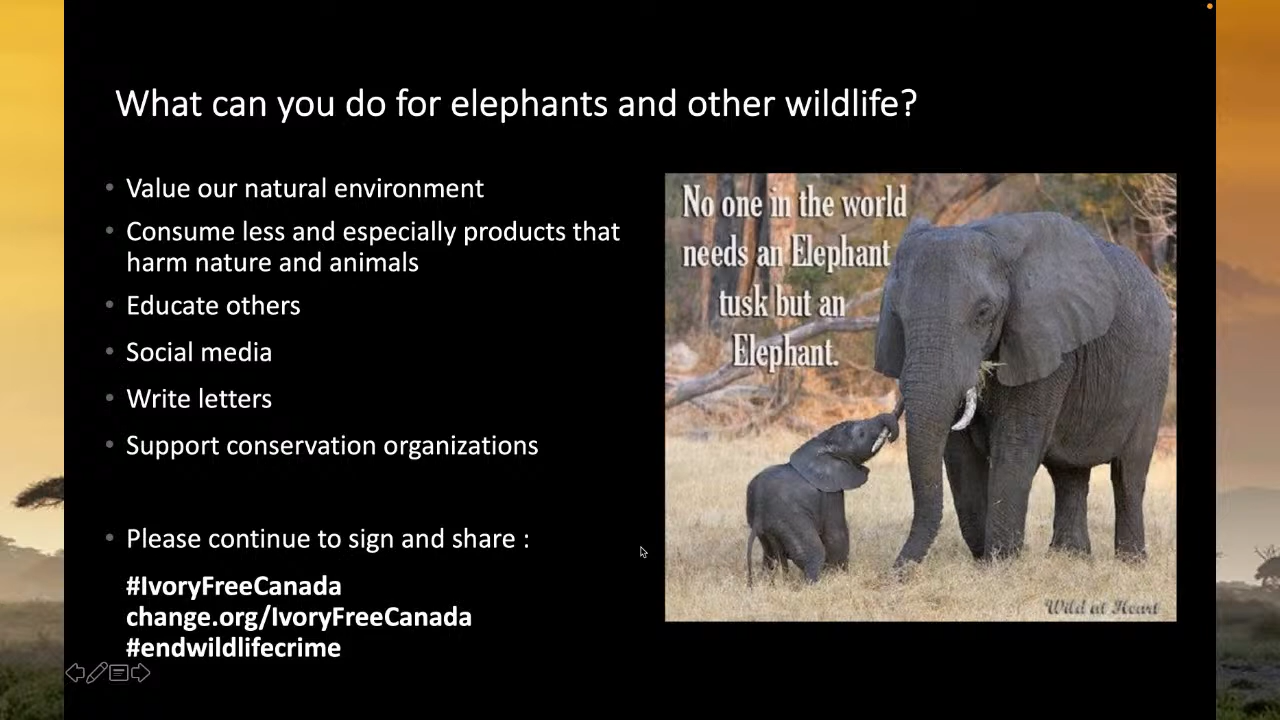 What can you do for elephants and other wildlife?
• Value our natural environment
• Consume less and especially products that
harm nature and animals
• Educate others
• Social media
• Write letters
• Support conservation organizations
• Please continue to sign and share :
#IvoryFreeCanada
change.org/IvoryFreeCanada
#endwildlifecrime
No one in the world
needs an Elephant
tusk but an
Elephant.
Wild at Heart